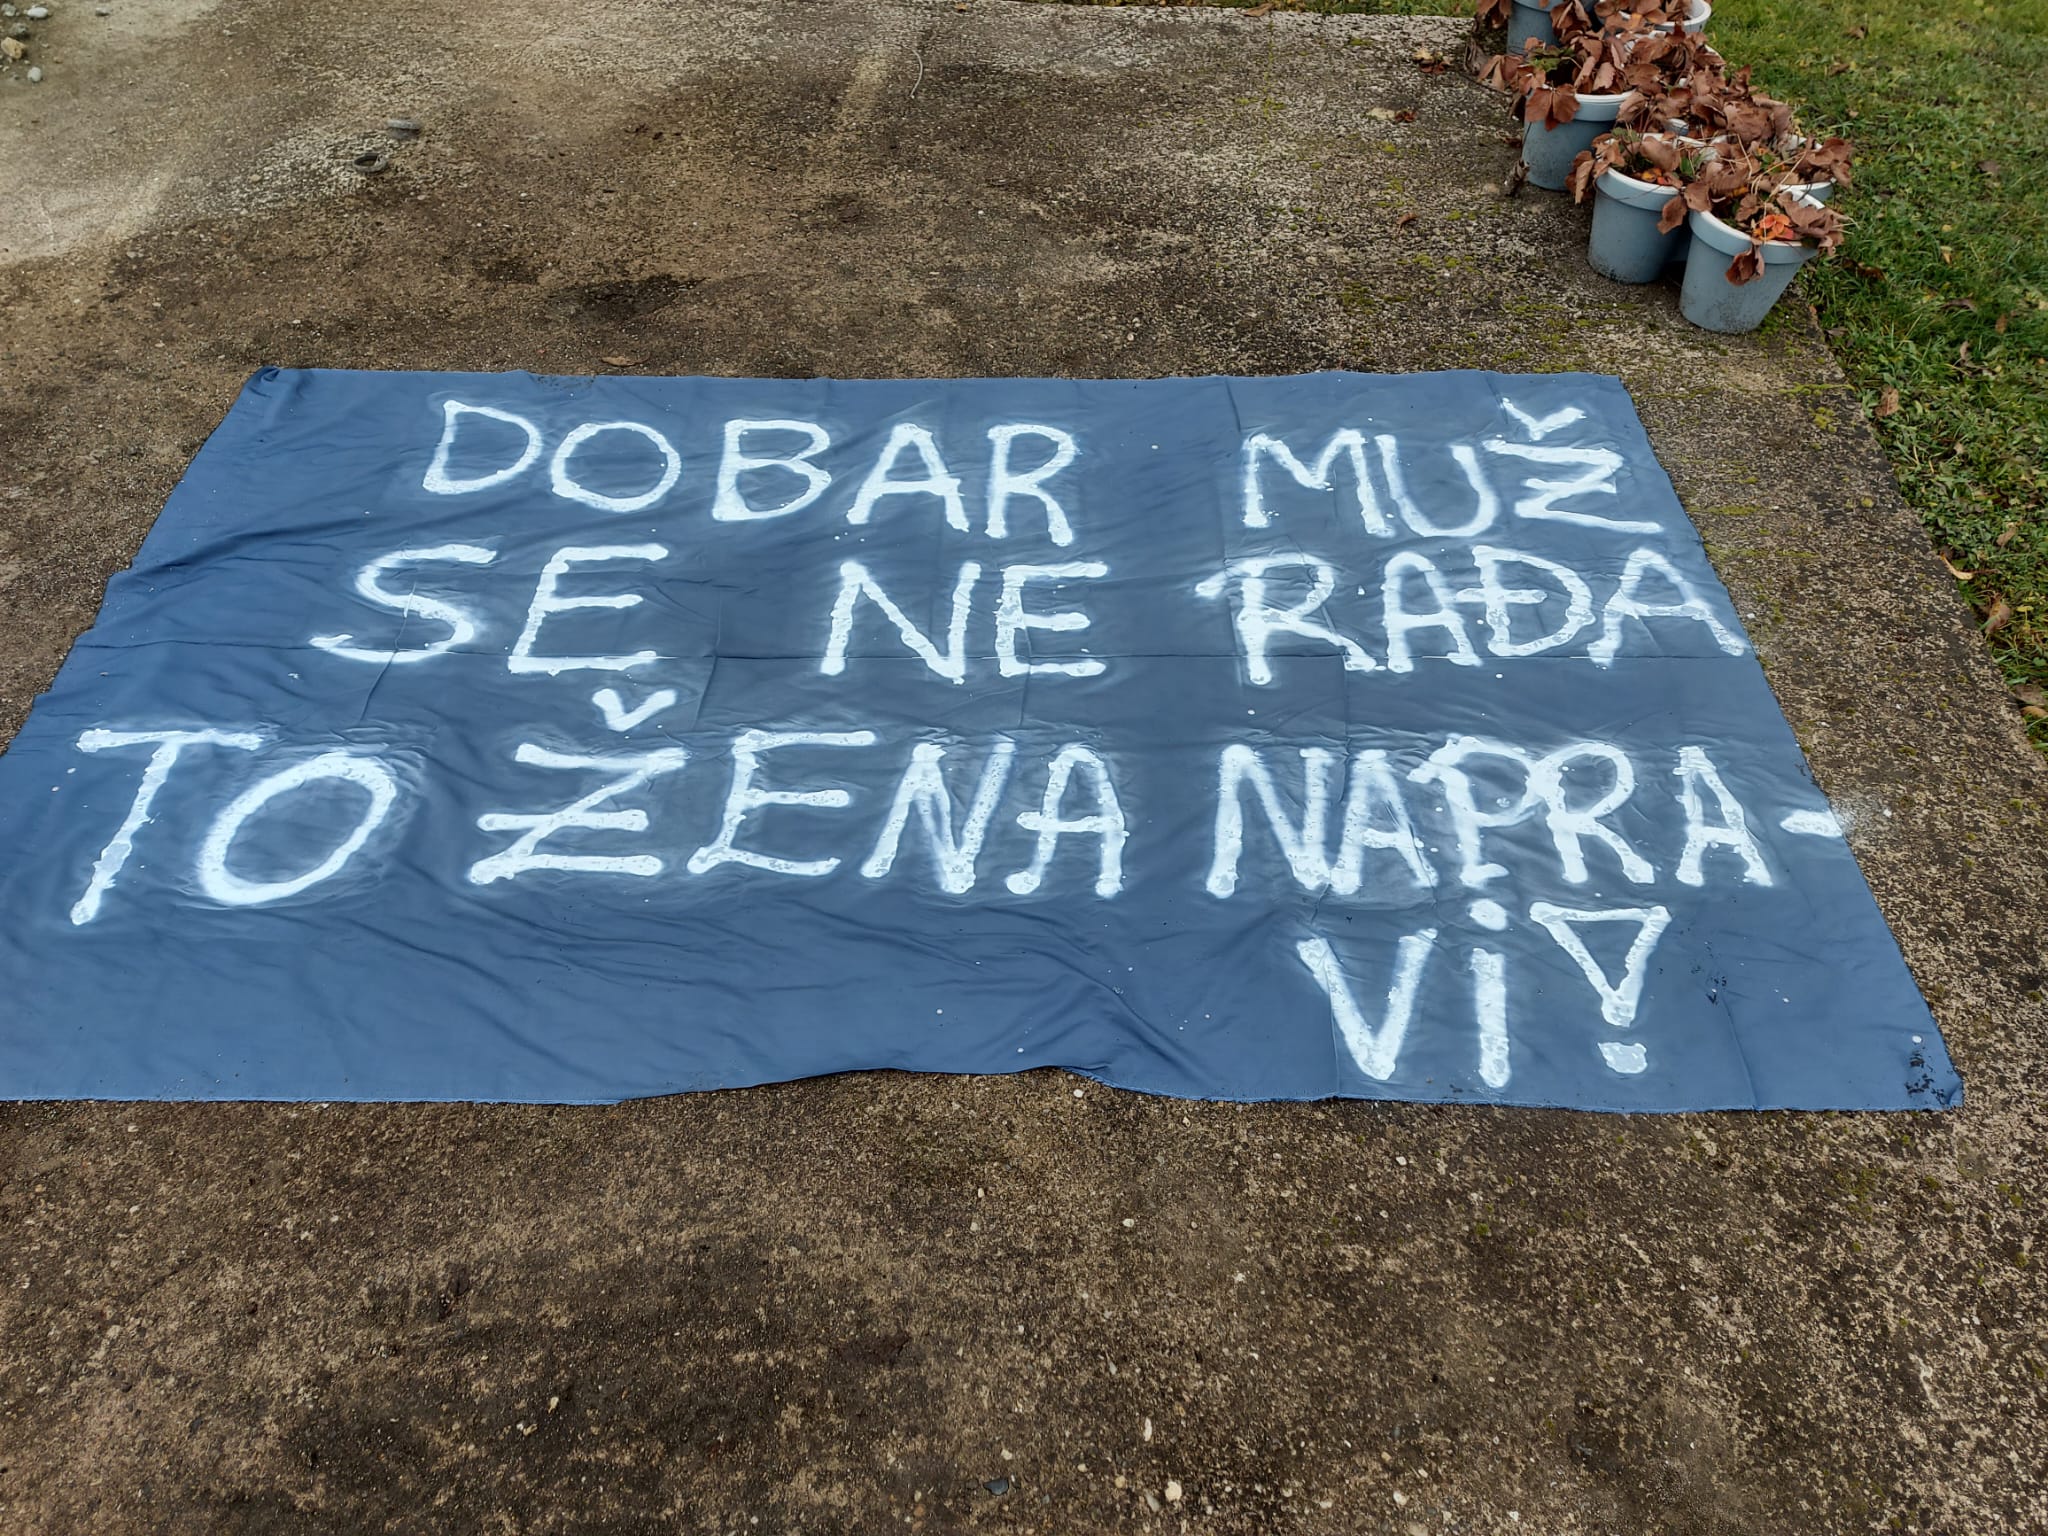 DOBAR MUŽ
SE NE RAĐA
TO ŽENA NAPRA-
VI!